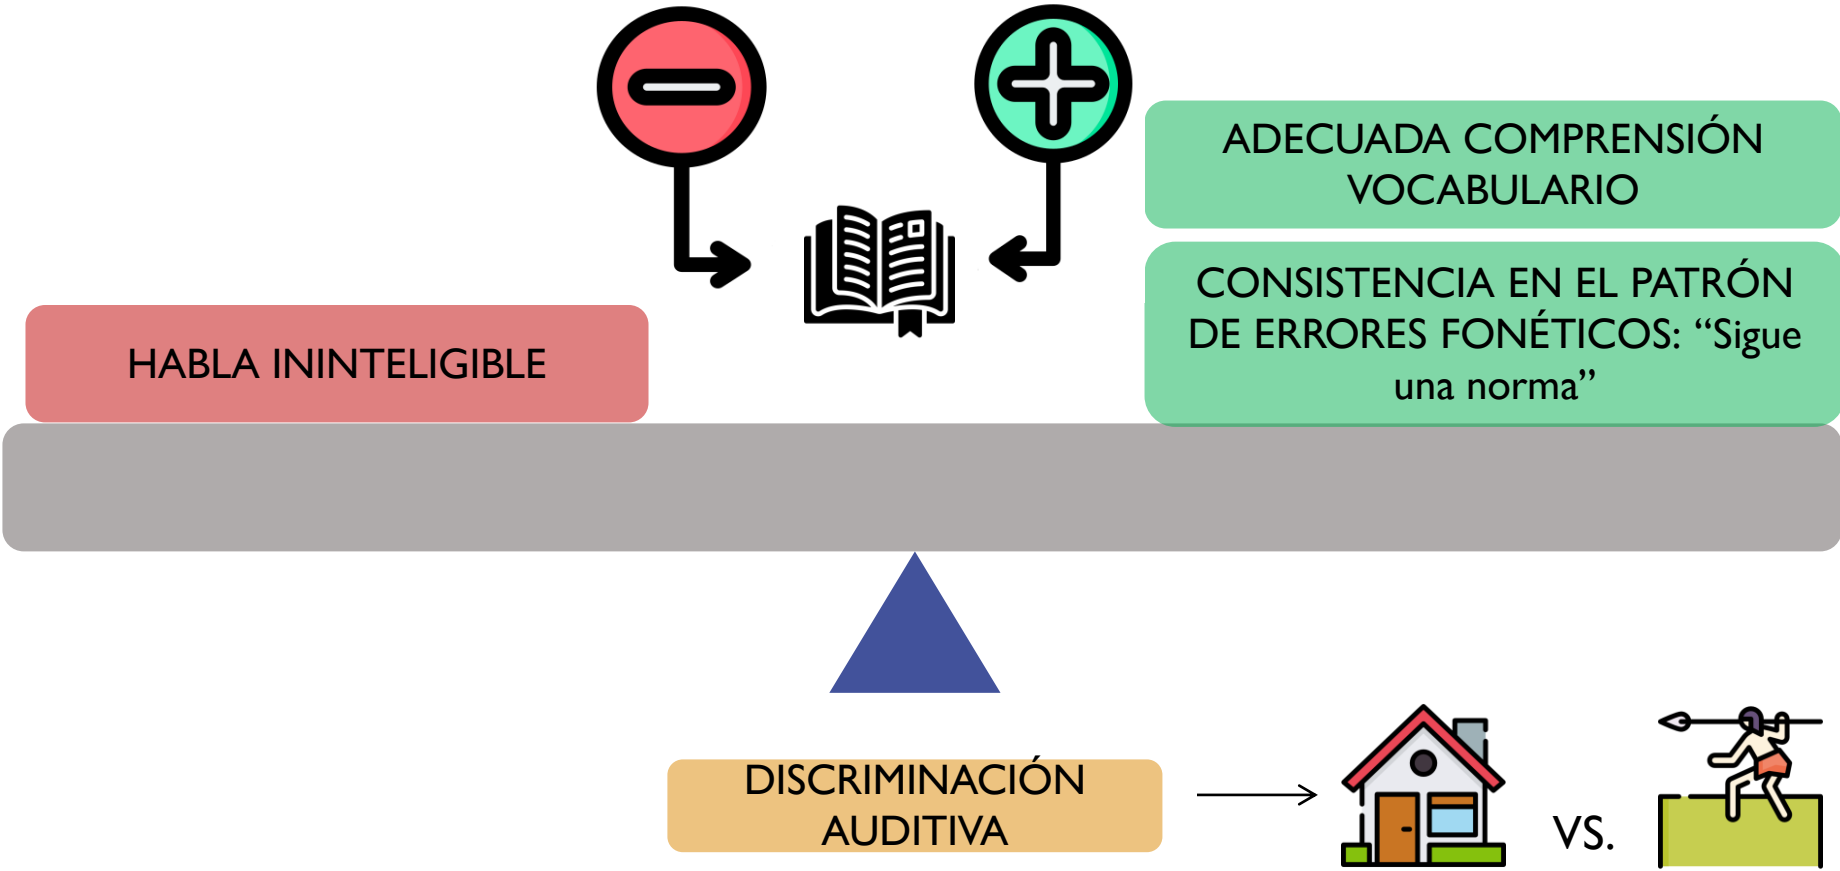 ADECUADA COMPRENSIÓN
VOCABULARIO
CONSISTENCIA EN EL PATRÓN
DE ERRORES FONÉTICOS: “Sigue
una norma”
HABLA ININTELIGIBLE
DISCRIMINACIÓN
AUDITIVA
VS.